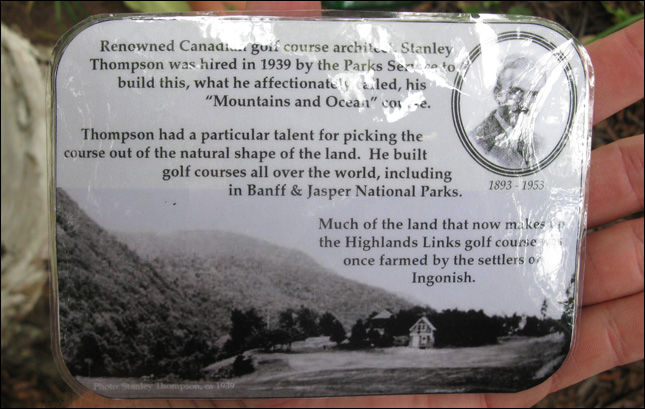 Renowned Canadian golf course architect Stanley
Thompson was hired in 1939 by the Parks Service to
build this, what he affectionately called, his
“Mountains and Ocean” course.
Thompson had a particular talent for picking the
course out of the natural shape of the land. He built
golf courses all over the world, including
in Banff & Jasper National Parks.
1893 - 1953
Much of the land that now makes up
the Highlands Links golf course was
once farmed by the settlers of
Ingonish.
Photo Stanley Thompson, ca 1939